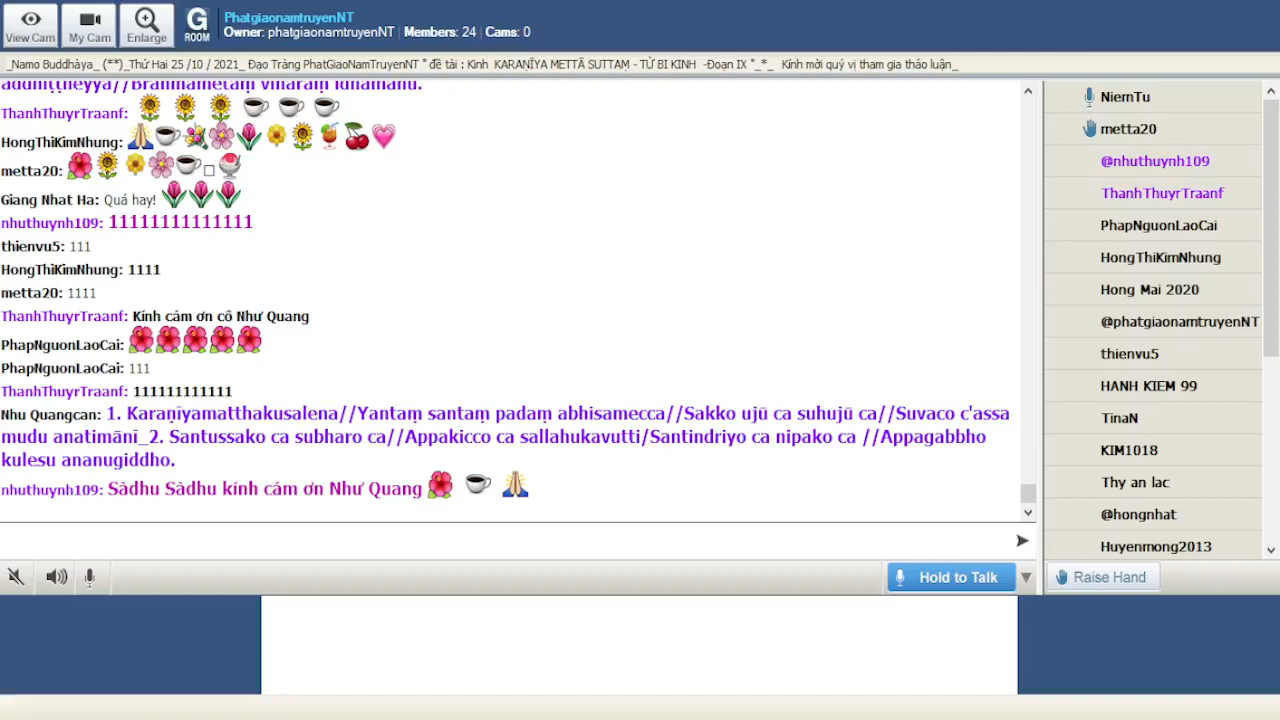 View Cam
My Cam
Enlarge
G
ROOM
PhatgiaonamtruyenNT
Owner: phatgiaonamtruyenNT | Members: 24 | Cams: 0
_Namo Buddhàya_ (**)_Thứ Hai 25 /10 / 2021_ Đạo Tràng PhatGiaoNamTruyenNT " đề tài : Kinh KARAṆĪYA METTĀ SUTTAṂ - TỪ BI KINH -Đoạn IX "_*_ Kính mời quý vị tham gia thảo luận_
addhiṭṭheyya//Brahmametaṃ vihāraṃ idhamāhu.
ThanhThuyrTraanf:
HongThiKimNhung:
metta20:
Giang Nhat Ha: Quá hay!
nhuthuynh109: 11111111111111
thienvu5: 111
HongThiKimNhung: 1111
metta20: 1111
ThanhThuyrTraanf: Kính cám ơn cô Như Quang
PhapNguonLaoCai:
PhapNguonLaoCai: 111
ThanhThuyrTraanf: 111111111111
Nhu Quangcan: 1. Karaṇīyamatthakusalena//Yantaṃ santaṃ padaṃ abhisamecca//Sakko ujū ca suhujū ca//Suvaco c'assa
mudu anatimānī_2. Santussako ca subharo ca//Appakicco ca sallahukavutti/Santindriyo ca nipako ca //Appagabbho
kulesu ananugiddho.
nhuthuynh109: Sàdhu Sàdhu kính cám ơn Như Quang
Hold to Talk
NiemTu
metta20
@nhuthuynh109
ThanhThuyrTraanf
PhapNguonLaoCai
HongThiKimNhung
Hong Mai 2020
@phatgiaonamtruyenNT
thienvu5
HANH KIEM 99
TinaN
KIM1018
Thy an lac
@hongnhat
Huyenmong2013
Raise Hand